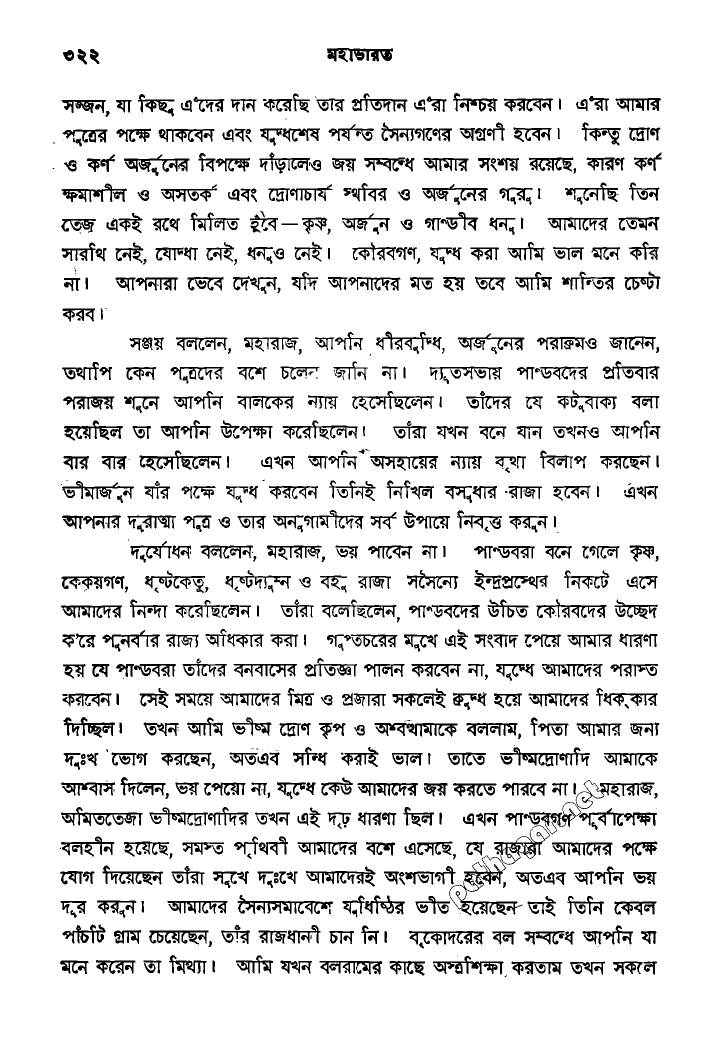 ৩২২ মহাভারত
সজ্জন, যা কিছু এঁদের দান করেছি তার প্রতিদান এঁরা নিশ্চয় করবেন। এঁরা আমার
পুত্রের পক্ষে থাকবেন এবং যুদ্ধশেষ পর্যন্ত সৈন্যগণের অগ্রণী হবেন। কিন্তু দ্রোণ
ও কর্ণ অর্জুনের বিপক্ষে দাঁড়ালেও জয় সম্বন্ধে আমার সংশয় রয়েছে, কারণ কর্ণ
ক্ষমাশীল ও অসতর্ক এবং দ্রোণাচার্য স্থবির ও অর্জুনের গুরু। শুনেছি তিন
তেজ একই রথে মিলিত হবে—কৃষ্ণ, অর্জুন ও গাণ্ডীব ধনু। আমাদের তেমন
সারথি নেই, যোদ্ধা নেই, ধনুও নেই। কৌরবগণ, যুদ্ধ করা আমি ভাল মনে করি
না। আপনারা ভেবে দেখুন, যদি আপনাদের মত হয় তবে আমি শান্তির চেষ্টা
করব।
সঞ্জয় বললেন, মহারাজ, আপনি ধীরবুদ্ধি, অর্জুনের পরাক্রমও জানেন,
তথাপি কেন পুত্রদের বশে চলেন জানি না। দ্যূতসভায় পাণ্ডবদের প্রতিবার
পরাজয় শুনে আপনি বালকের ন্যায় হেসেছিলেন। তাঁদের যে কটুবাক্য বলা
হয়েছিল তা আপনি উপেক্ষা করেছিলেন। তাঁরা যখন বনে যান তখনও আপনি
বার বার হেসেছিলেন। এখন আপনি অসহায়ের ন্যায় বৃথা বিলাপ করছেন।
ভীমার্জুন যাঁর পক্ষে যুদ্ধ করবেন তিনিই নিখিল বসুধার রাজা হবেন। এখন
আপনার দুরাত্মা পুত্র ও তার অনুগামীদের সর্ব উপায়ে নিবৃত্ত করুন।
দুর্যোধন বললেন, মহারাজ, ভয় পাবেন না। পাণ্ডবরা বনে গেলে কৃষ্ণ,
কেকয়গণ, ধৃষ্টকেতু, ধৃষ্টদ্যুম্ন ও বহু রাজা সসৈন্যে ইন্দ্রপ্রস্থের নিকটে এসে
আমাদের নিন্দা করেছিলেন। তাঁরা বলেছিলেন, পাণ্ডবদের উচিত কৌরবদের উচ্ছেদ
ক'রে পুনর্বার রাজ্য অধিকার করা। গুপ্তচরের মুখে এই সংবাদ পেয়ে আমার ধারণা
হয় যে পাণ্ডবরা তাঁদের বনবাসের প্রতিজ্ঞা পালন করবেন না, যুদ্ধে আমাদের পরাস্ত
করবেন। সেই সময়ে আমাদের মিত্র ও প্রজারা সকলেই ক্রুদ্ধ হয়ে আমাদের ধিক্‌কার
দিচ্ছিল। তখন আমি ভীষ্ম দ্রোণ কৃপ ও অশ্বত্থামাকে বললাম, পিতা আমার জন্য
দুঃখ ভোগ করছেন, অতএব সন্ধি করাই ভাল। তাতে ভীষ্মদ্রোণাদি আমাকে
আশ্বাস দিলেন, ভয় পেয়ো না, যুদ্ধে কেউ আমাদের জয় করতে পারবে না। মহারাজ,
অমিততেজা ভীষ্মদ্রোণাদির তখন এই দৃঢ় ধারণা ছিল। এখন পাণ্ডবগণ পূর্বাপেক্ষা
বলহীন হয়েছে, সমস্ত পৃথিবী আমাদের বশে এসেছে, যে রাজারা আমাদের পক্ষে
যোগ দিয়েছেন তাঁরা সুখে দুঃখে আমাদেরই অংশভাগী হবেন, অতএব আপনি ভয়
দূর করুন। আমাদের সৈন্যসমাবেশে যুধিষ্ঠির ভীত হয়েছেন তাই তিনি কেবল
পাঁচটি গ্রাম চেয়েছেন, তাঁর রাজধানী চান নি। বৃকোদরের বল সম্বন্ধে আপনি যা
মনে করেন তা মিথ্যা। আমি যখন বলরামের কাছে অস্ত্রশিক্ষা করতাম তখন সকলে